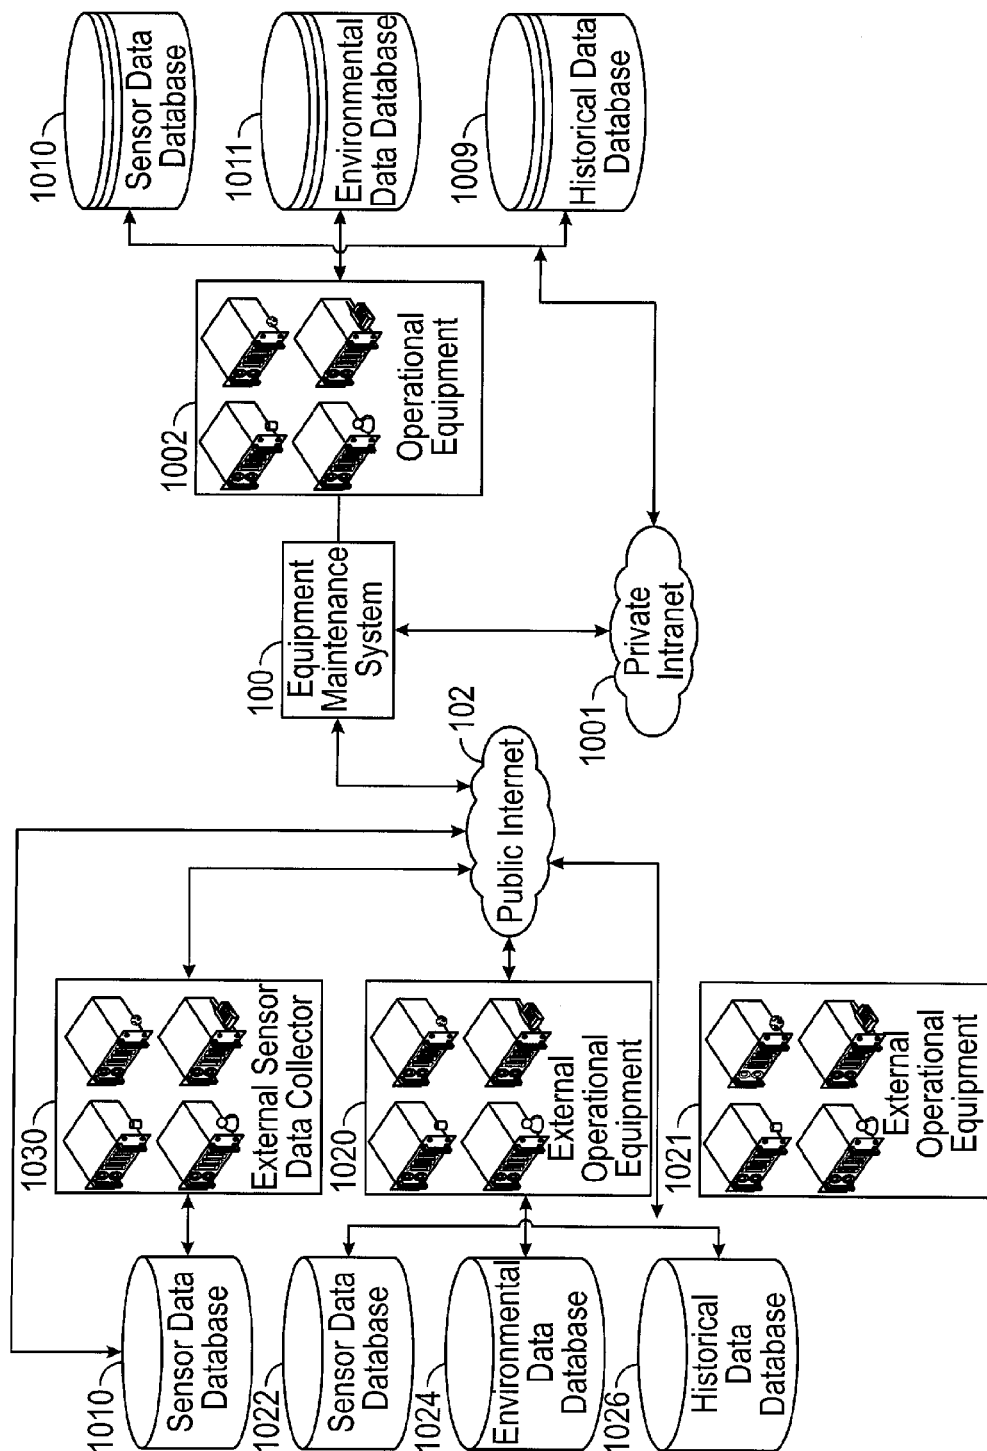 1010
Sensor Data
Database
1022
Sensor Data
Database
1024
Environmental
Data
Database
1026
Historical
Data
Database
1030
External Sensor
Data Collector
1020
External
Operational
Equipment
1021
External
Operational
Equipment
102
Public Internet
100
Equipment
Maintenance
System
1001
Private
Intranet
1002
Operational
Equipment
1010
Sensor Data
Database
1011
Environmental
Data Database
1009
Historical Data
Database